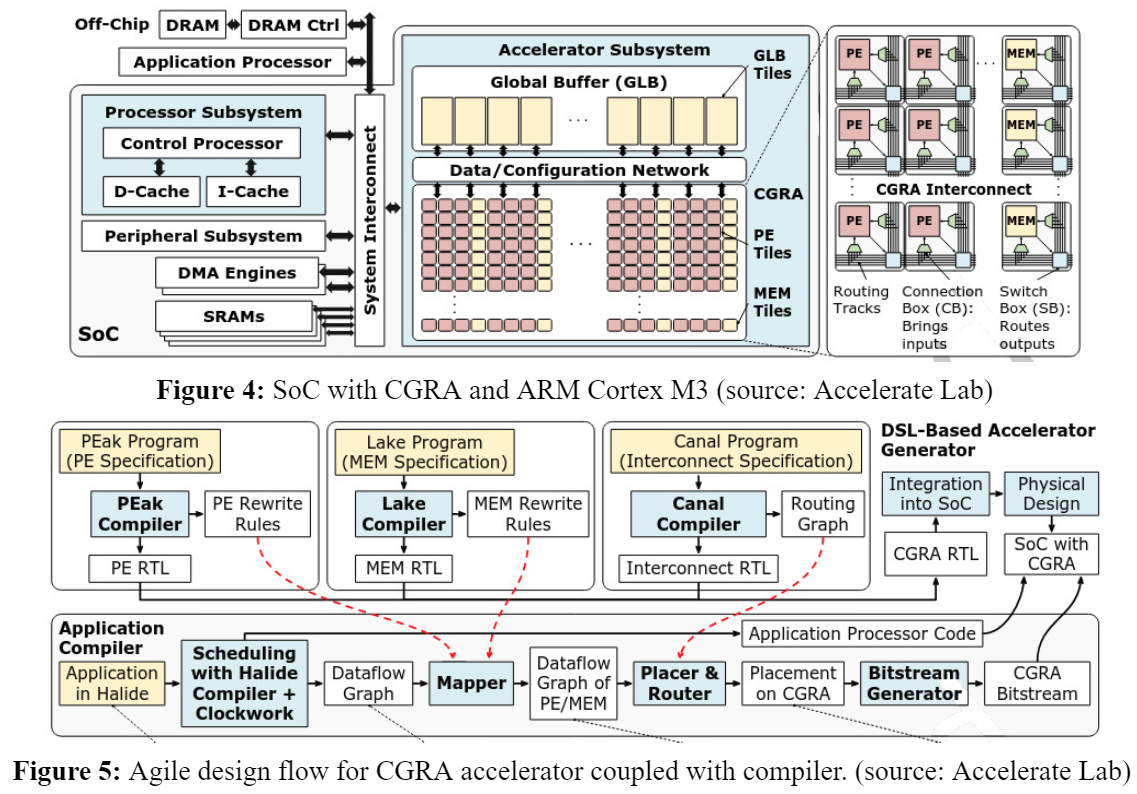 Off-Chip
DRAM
DRAM Ctrl
Application Processor
Processor Subsystem
Control Processor
D-Cache
I-Cache
Peripheral Subsystem
DMA Engines
SRAMs
SoC
System Interconnect
Accelerator Subsystem
Global Buffer (GLB)
...
GLB
Tiles
Data/Configuration Network
CGRA
...
PE
Tiles
MEM
Tiles
PE
PE
...
MEM
PE
PE
MEM
CGRA Interconnect
PE
PE
MEM
Routing
Tracks
Connection
Box (CB):
Brings
inputs
Switch
Box (SB):
Routes
outputs
Figure 4: SoC with CGRA and ARM Cortex M3 (source: Accelerate Lab)
PEak Program
(PE Specification)
PEak
Compiler
PE Rewrite
Rules
PE RTL
Lake Program
(MEM Specification)
Lake
Compiler
MEM Rewrite
Rules
MEM RTL
Canal Program
(Interconnect Specification)
Canal
Compiler
Routing
Graph
Interconnect RTL
DSL-Based Accelerator
Generator
Integration
into SoC
Physical
Design
CGRA RTL
SoC with
CGRA
Application
Compiler
Application
in Halide
Scheduling
with Halide
Compiler +
Clockwork
Dataflow
Graph
Mapper
Dataflow
Graph of
PE/MEM
Placer &
Router
Application Processor Code
Placement
on CGRA
Bitstream
Generator
CGRA
Bitstream
Figure 5: Agile design flow for CGRA accelerator coupled with compiler. (source: Accelerate Lab)